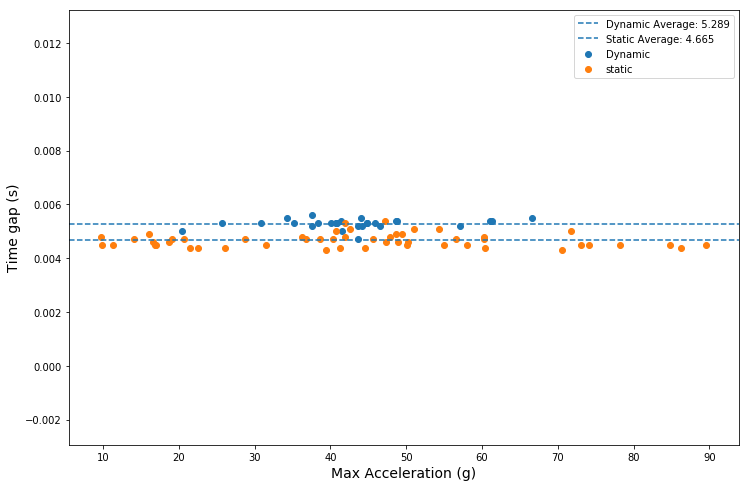 Dynamic Average: 5.289
Static Average: 4.665
Dynamic
static
0.012
0.010
0.008
0.006
0.004
0.002
0.000
−0.002
Time gap (s)
10 20 30 40 50 60 70 80 90
Max Acceleration (g)